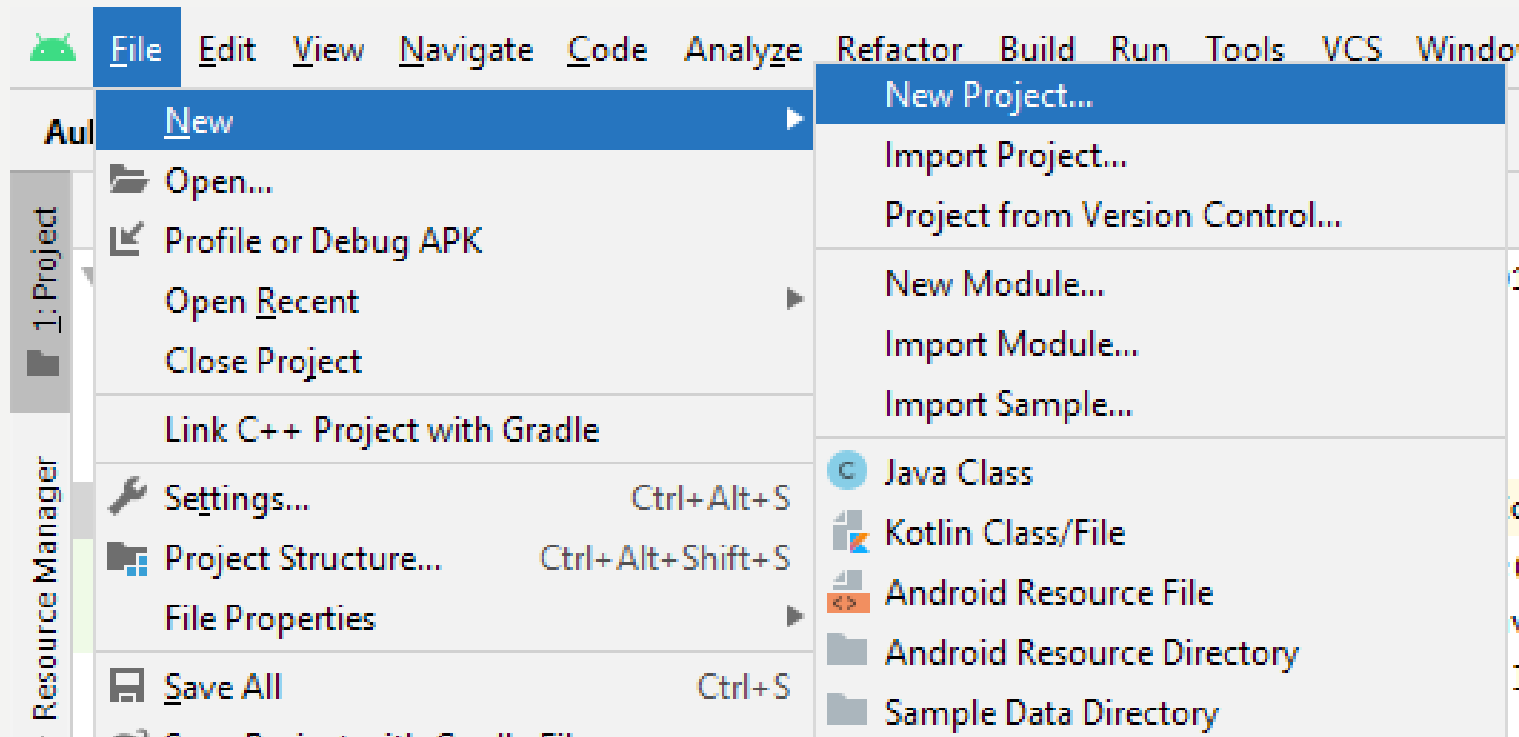 File Edit View Navigate Code Analyze Refactor Build Run Tools VCS
New
Open...
Profile or Debug APK
Open Recent
Close Project
Link C++ Project with Gradle
Settings... Ctrl+Alt+S
Project Structure... Ctrl+Alt+Shift+S
File Properties
Save All Ctrl+S
New Project...
Import Project...
Project from Version Control...
New Module...
Import Module...
Import Sample...
Java Class
Kotlin Class/File
Android Resource File
Android Resource Directory
Sample Data Directory
1: Project
Resource Manager